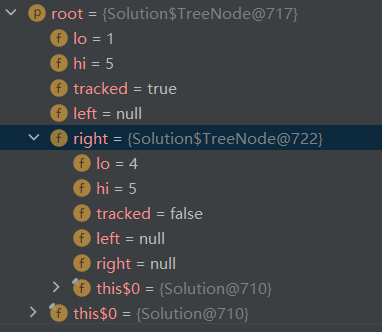 p root = {Solution$TreeNode@717}
f lo = 1
f hi = 5
f tracked = true
f left = null
f right = {Solution$TreeNode@722}
f lo = 4
f hi = 5
f tracked = false
f left = null
f right = null
f this$0 = {Solution@710}
f this$0 = {Solution@710}